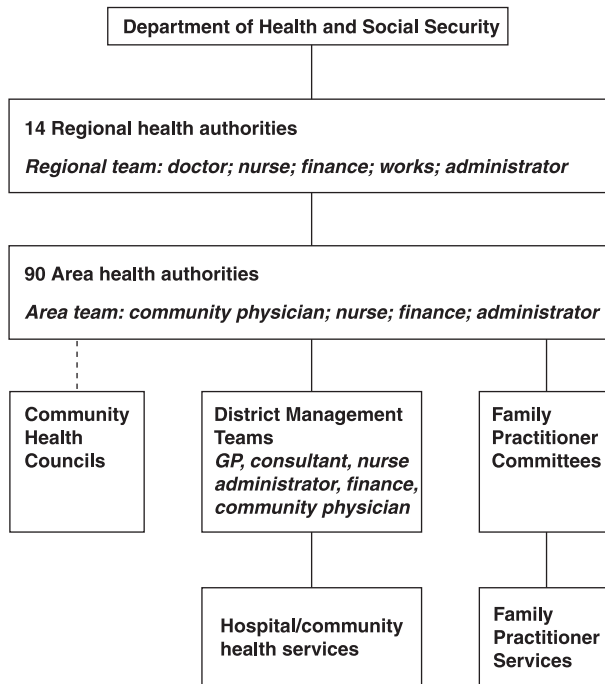 Department of Health and Social Security
14 Regional health authorities
Regional team: doctor; nurse; finance; works; administrator
90 Area health authorities
Area team: community physician; nurse; finance; administrator
Community
Health
Councils
District Management
Teams
GP, consultant, nurse
administrator, finance,
community physician
Family
Practitioner
Committees
Hospital/community
health services
Family
Practitioner
Services